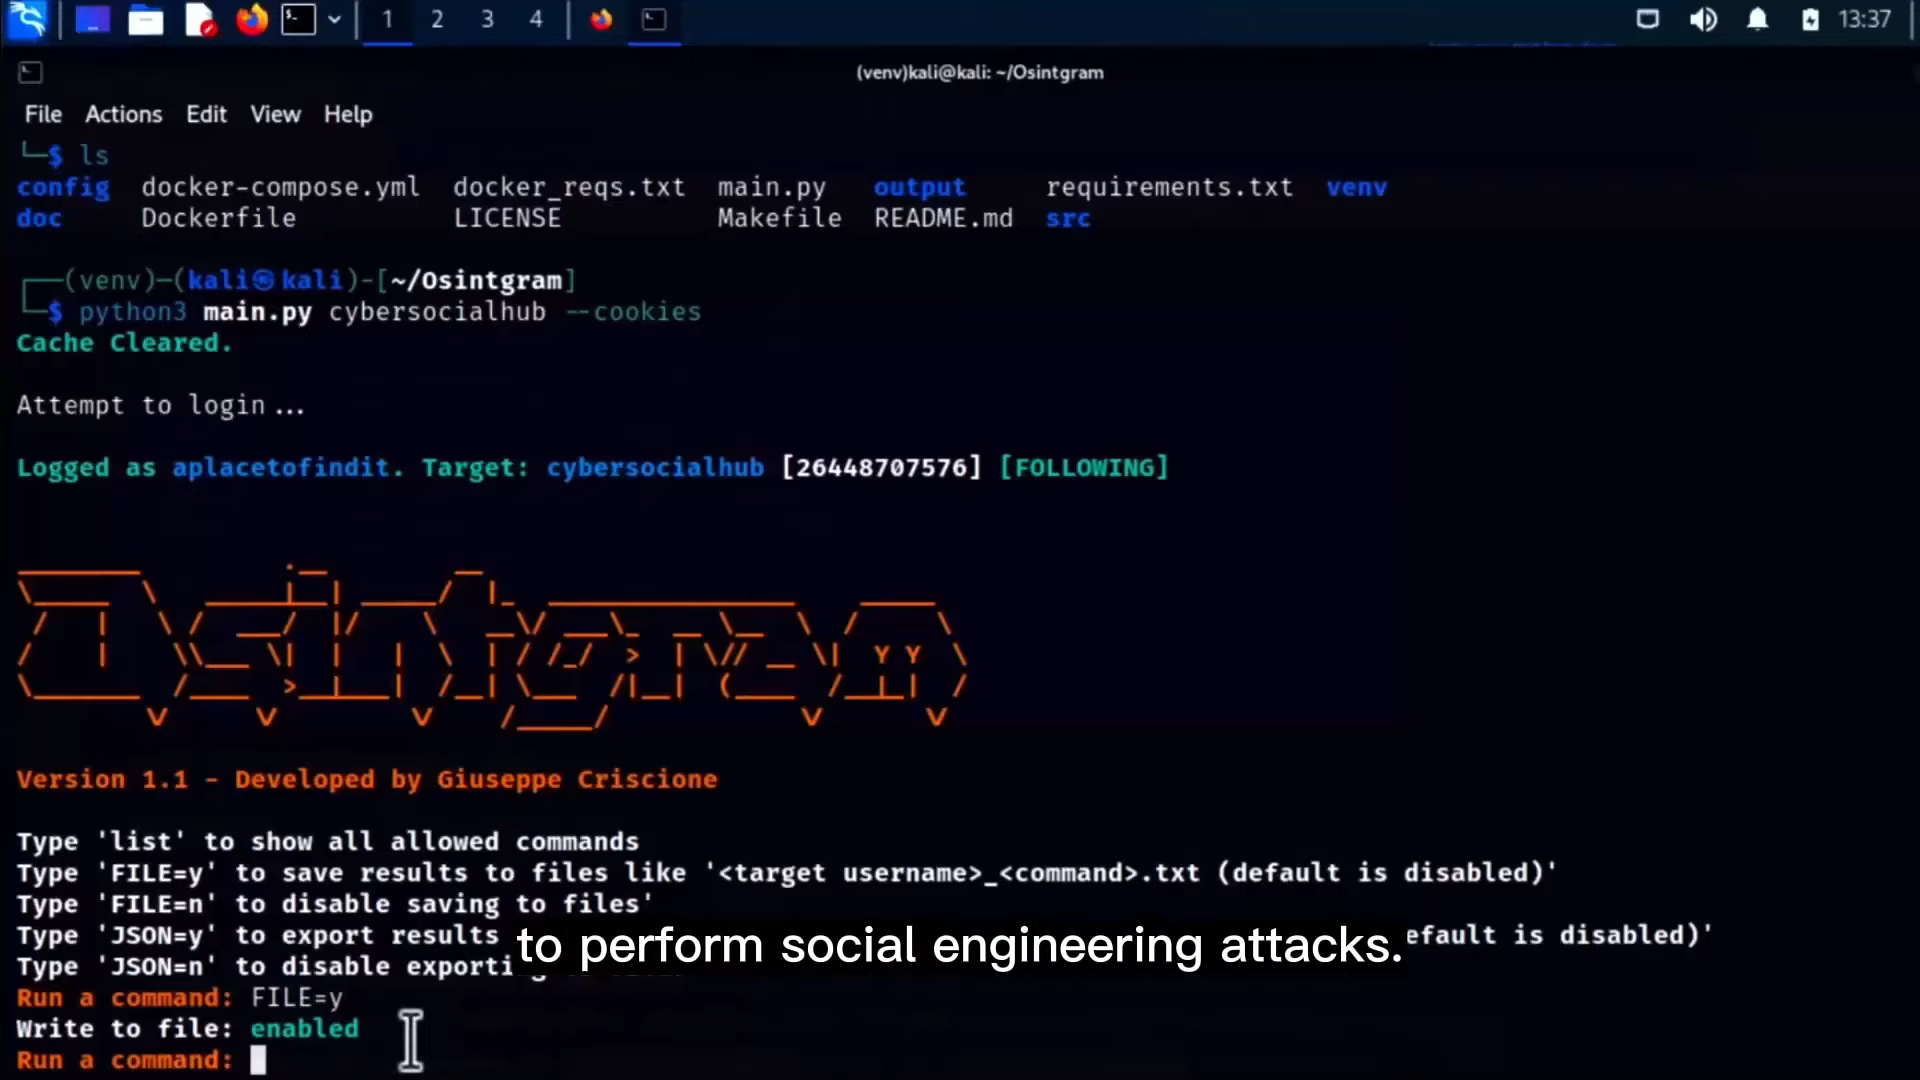 1 2 3 4 13:37
(venv)kali@kali: ~/Osintgram
File Actions Edit View Help
└─$ ls
config docker-compose.yml docker_reqs.txt main.py output requirements.txt venv
doc Dockerfile LICENSE Makefile README.md src
┌──(venv)─(kali㉿kali)-[~/Osintgram]
└─$ python3 main.py cybersocialhub --cookies
Cache Cleared.
Attempt to login...
Logged as aplacetofindit. Target: cybersocialhub [26448707576] [FOLLOWING]
Osintgram
Version 1.1 - Developed by Giuseppe Criscione
Type 'list' to show all allowed commands
Type 'FILE=y' to save results to files like '<target username>_<command>.txt (default is disabled)'
Type 'FILE=n' to disable saving to files'
Type 'JSON=y' to export results efault is disabled)'
Type 'JSON=n' to disable exporti
to perform social engineering attacks.
Run a command: FILE=y
Write to file: enabled
Run a command: